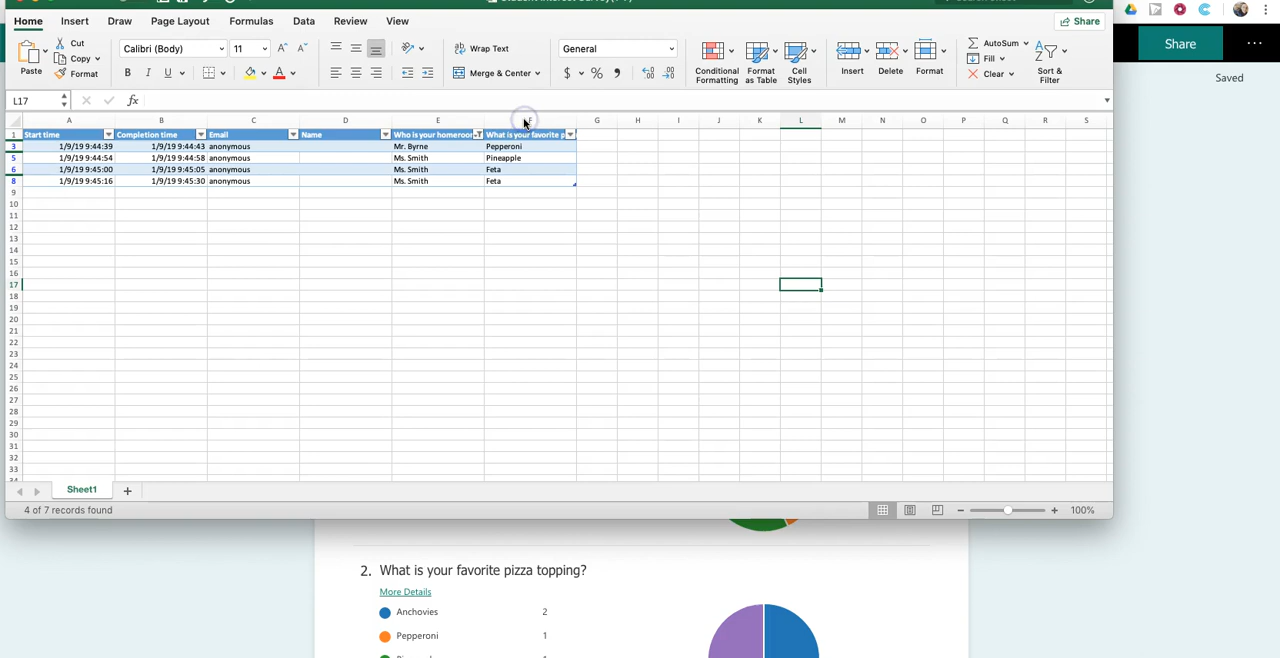 Home Insert Draw Page Layout Formulas Data Review View Share
Paste Cut Copy Format
Calibri (Body) 11
B I U A
Wrap Text
Merge & Center
General
$ %
Conditional Formatting
Format as Table
Cell Styles
Insert Delete Format
AutoSum
Fill
Clear
Sort & Filter
Share
Saved
L17 fx
A B C D E F G H I J K L M N O P Q R S
1 Start time Completion time Email Name Who is your homeroom What is your favorite p
3 1/9/19 9:44:39 1/9/19 9:44:43 anonymous Mr. Byrne Pepperoni
5 1/9/19 9:44:54 1/9/19 9:44:58 anonymous Ms. Smith Pineapple
6 1/9/19 9:45:00 1/9/19 9:45:05 anonymous Ms. Smith Feta
8 1/9/19 9:45:16 1/9/19 9:45:30 anonymous Ms. Smith Feta
9
10
11
12
13
14
15
16
17
18
19
20
21
22
23
24
25
26
27
28
29
30
31
32
33
Sheet1
4 of 7 records found
100%
2. What is your favorite pizza topping?
More Details
Anchovies 2
Pepperoni 1